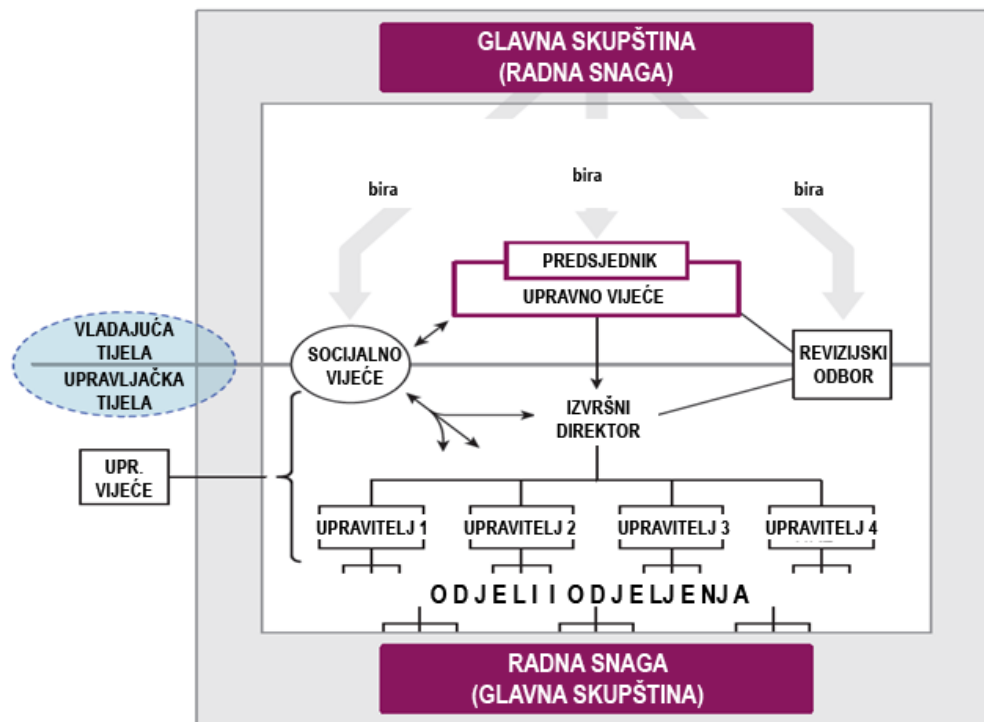 GLAVNA SKUPŠTINA
(RADNA SNAGA)
bira
bira
bira
PREDSJEDNIK
UPRAVNO VIJEĆE
VLADAJUĆA
TIJELA
UPRAVLJAČKA
TIJELA
SOCIJALNO
VIJEĆE
REVIZIJSKI
ODBOR
IZVRŠNI
DIREKTOR
UPR.
VIJEĆE
UPRAVITELJ 1
UPRAVITELJ 2
UPRAVITELJ 3
UPRAVITELJ 4
O D J E L I I O D J E L J E NJ A
RADNA SNAGA
(GLAVNA SKUPŠTINA)